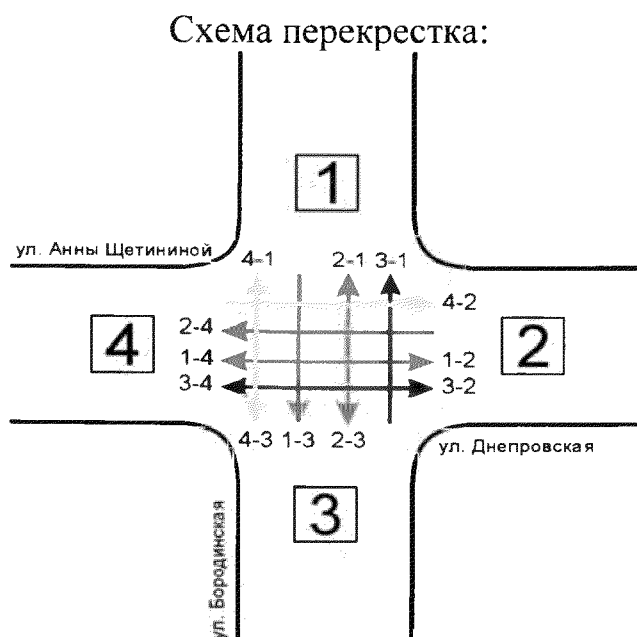 Схема перекрестка:
1
ул. Анны Щетининой
4-1 2-1 3-1
4-2
2-4
4
2
1-4 1-2
3-4 3-2
4-3 1-3 2-3
ул. Днепровская
3
ул. Бородинская